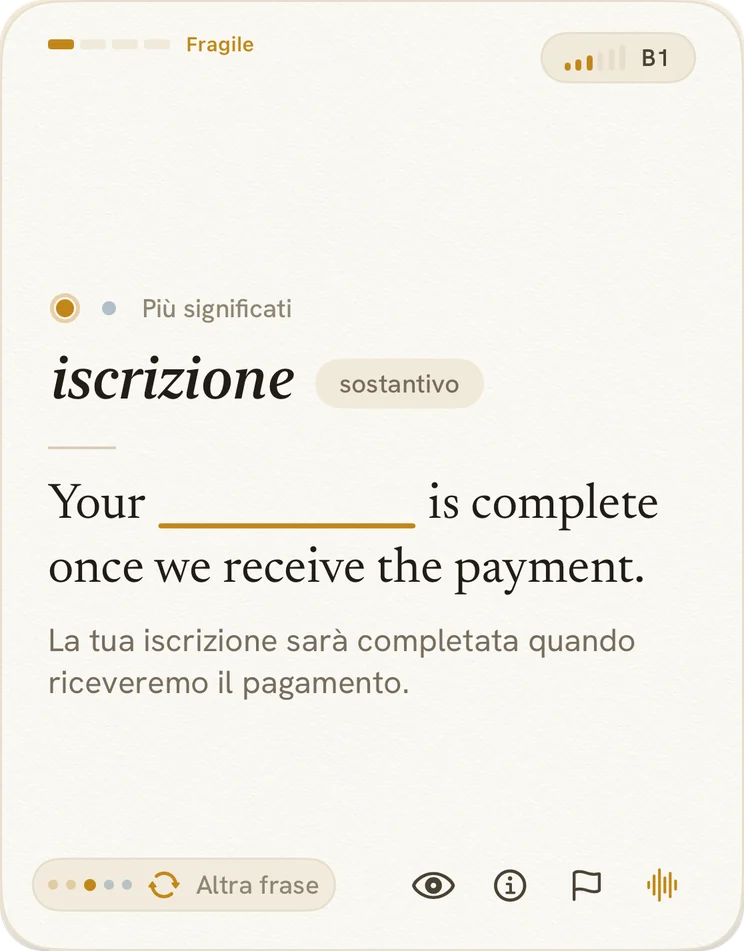 Fragile
B1
Più significati
iscrizione sostantivo
Your ____________ is complete
once we receive the payment.
La tua iscrizione sarà completata quando
riceveremo il pagamento.
Altra frase